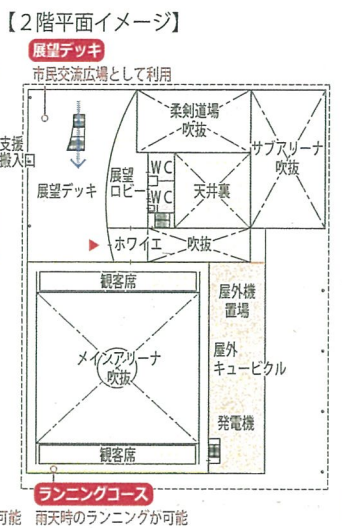 【2階平面イメージ】
展望デッキ
市民交流広場として利用
支援
搬入口
柔剣道場
吹抜
サブアリーナ
吹抜
展望
ロビー
WC
WC
天井裏
展望デッキ
ホワイエ
吹抜
観客席
屋外機
置場
メインアリーナ
吹抜
屋外
キュービクル
発電機
観客席
ランニングコース
可能 雨天時のランニングが可能